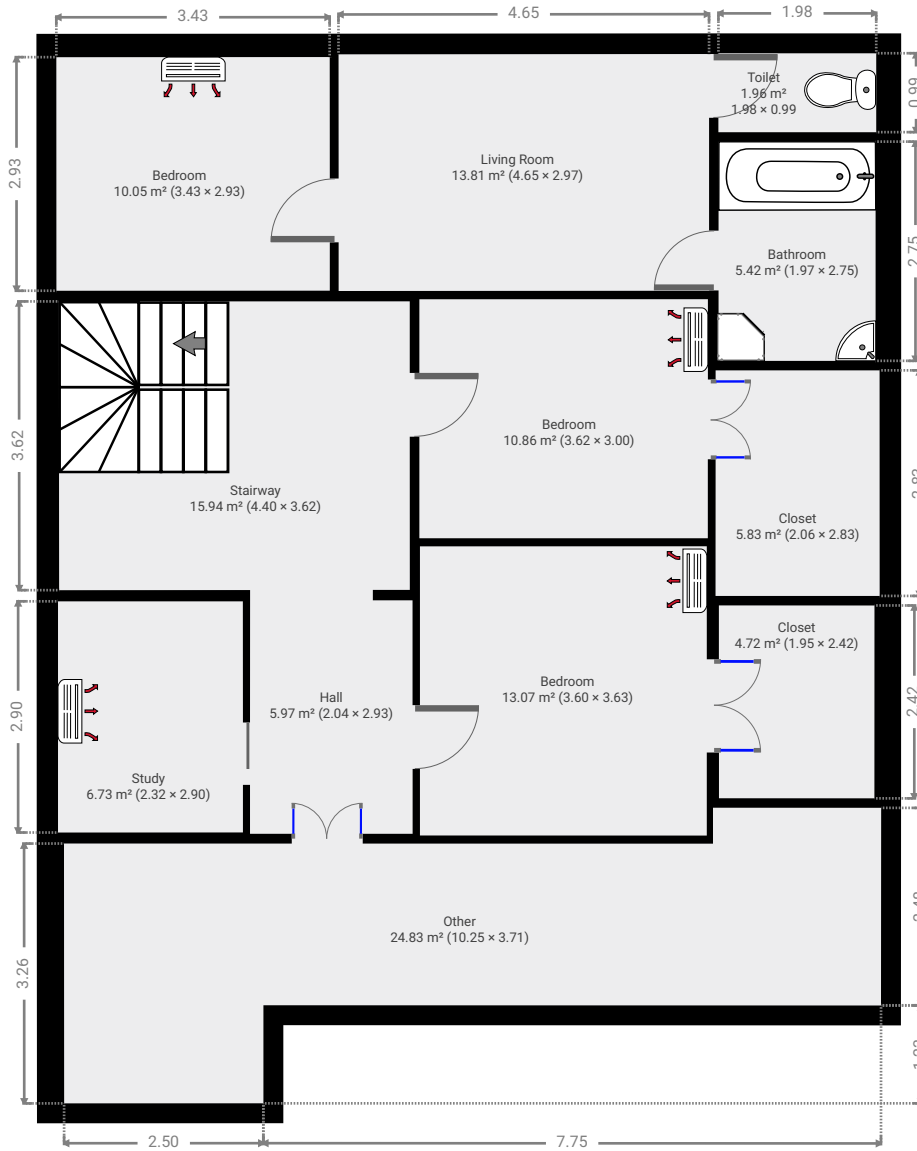 3.43
4.65
1.98
Toilet
1.96 m²
1.98 × 0.99
0.99
2.93
Living Room
13.81 m² (4.65 × 2.97)
Bedroom
10.05 m² (3.43 × 2.93)
2.75
Bathroom
5.42 m² (1.97 × 2.75)
3.62
Bedroom
10.86 m² (3.62 × 3.00)
Stairway
15.94 m² (4.40 × 3.62)
Closet
5.83 m² (2.06 × 2.83)
Closet
4.72 m² (1.95 × 2.42)
2.90
Hall
5.97 m² (2.04 × 2.93)
Bedroom
13.07 m² (3.60 × 3.63)
2.42
Study
6.73 m² (2.32 × 2.90)
Other
24.83 m² (10.25 × 3.71)
3.26
2.50
7.75